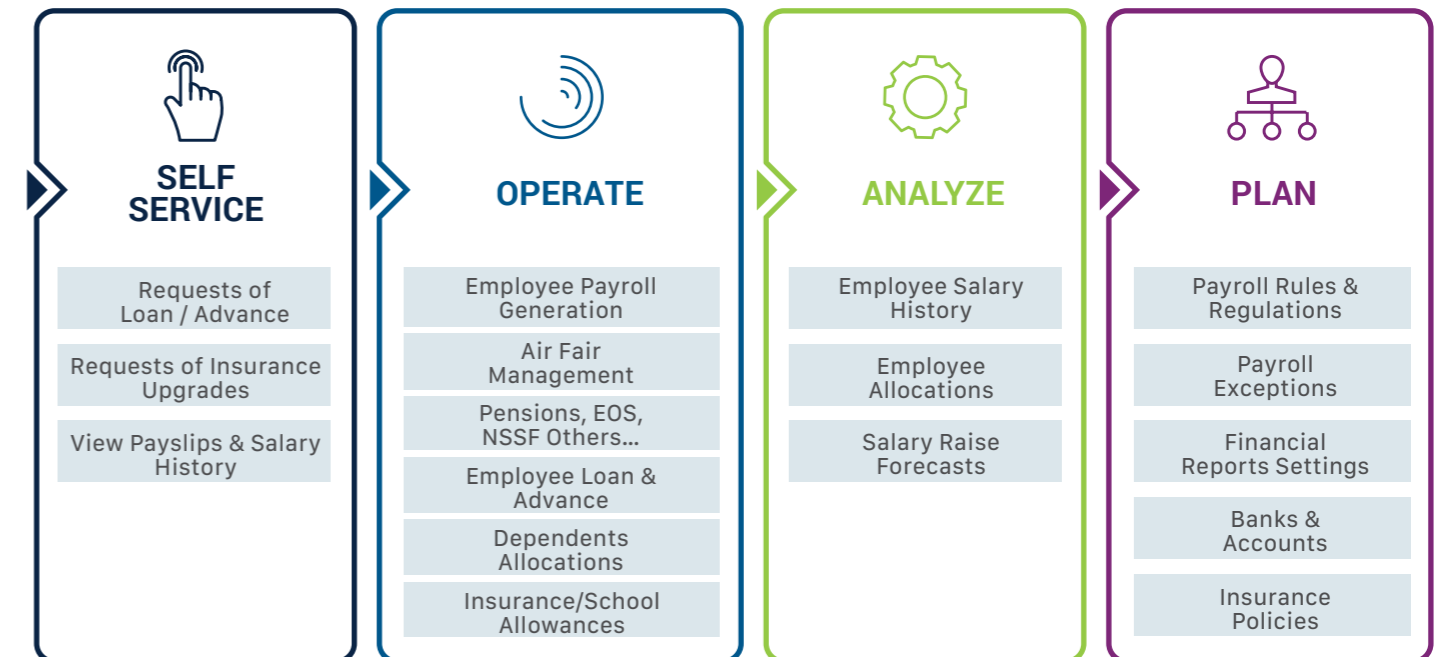 SELF
SERVICE
Requests of
Loan / Advance
Requests of Insurance
Upgrades
View Payslips & Salary
History
OPERATE
Employee Payroll
Generation
Air Fair
Management
Pensions, EOS,
NSSF Others...
Employee Loan &
Advance
Dependents
Allocations
Insurance/School
Allowances
ANALYZE
Employee Salary
History
Employee
Allocations
Salary Raise
Forecasts
PLAN
Payroll Rules &
Regulations
Payroll
Exceptions
Financial
Reports Settings
Banks &
Accounts
Insurance
Policies